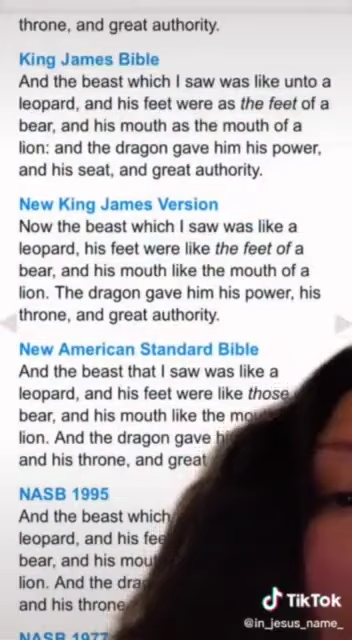 throne, and great authority.
King James Bible
And the beast which I saw was like unto a
leopard, and his feet were as the feet of a
bear, and his mouth as the mouth of a
lion: and the dragon gave him his power,
and his seat, and great authority.
New King James Version
Now the beast which I saw was like a
leopard, his feet were like the feet of a
bear, and his mouth like the mouth of a
lion. The dragon gave him his power, his
throne, and great authority.
New American Standard Bible
And the beast that I saw was like a
leopard, and his feet were like those
bear, and his mouth like the
lion. And the dragon gave
and his throne, and great
NASB 1995
And the beast which
leopard, and his
bear, and his
lion. And the
and his throne
NASB 1977
TikTok
@in_jesus_name_